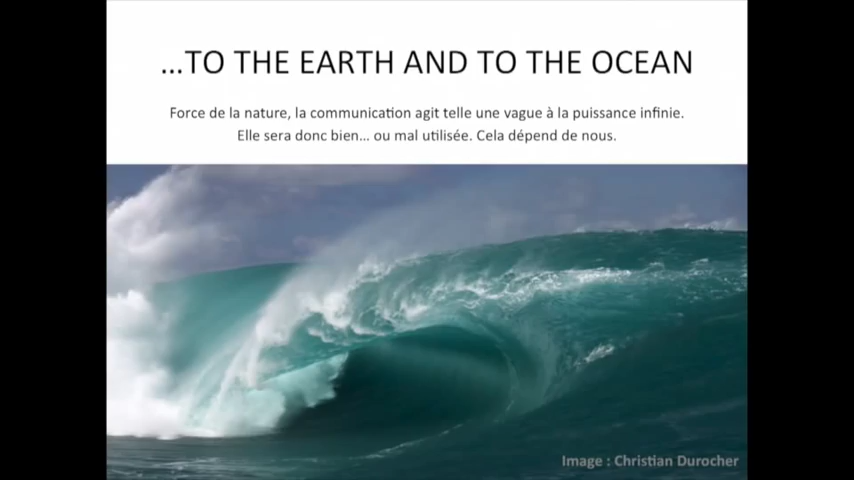 ...TO THE EARTH AND TO THE OCEAN
Force de la nature, la communication agit telle une vague à la puissance infinie.
Elle sera donc bien... ou mal utilisée. Cela dépend de nous.
Image : Christian Durocher